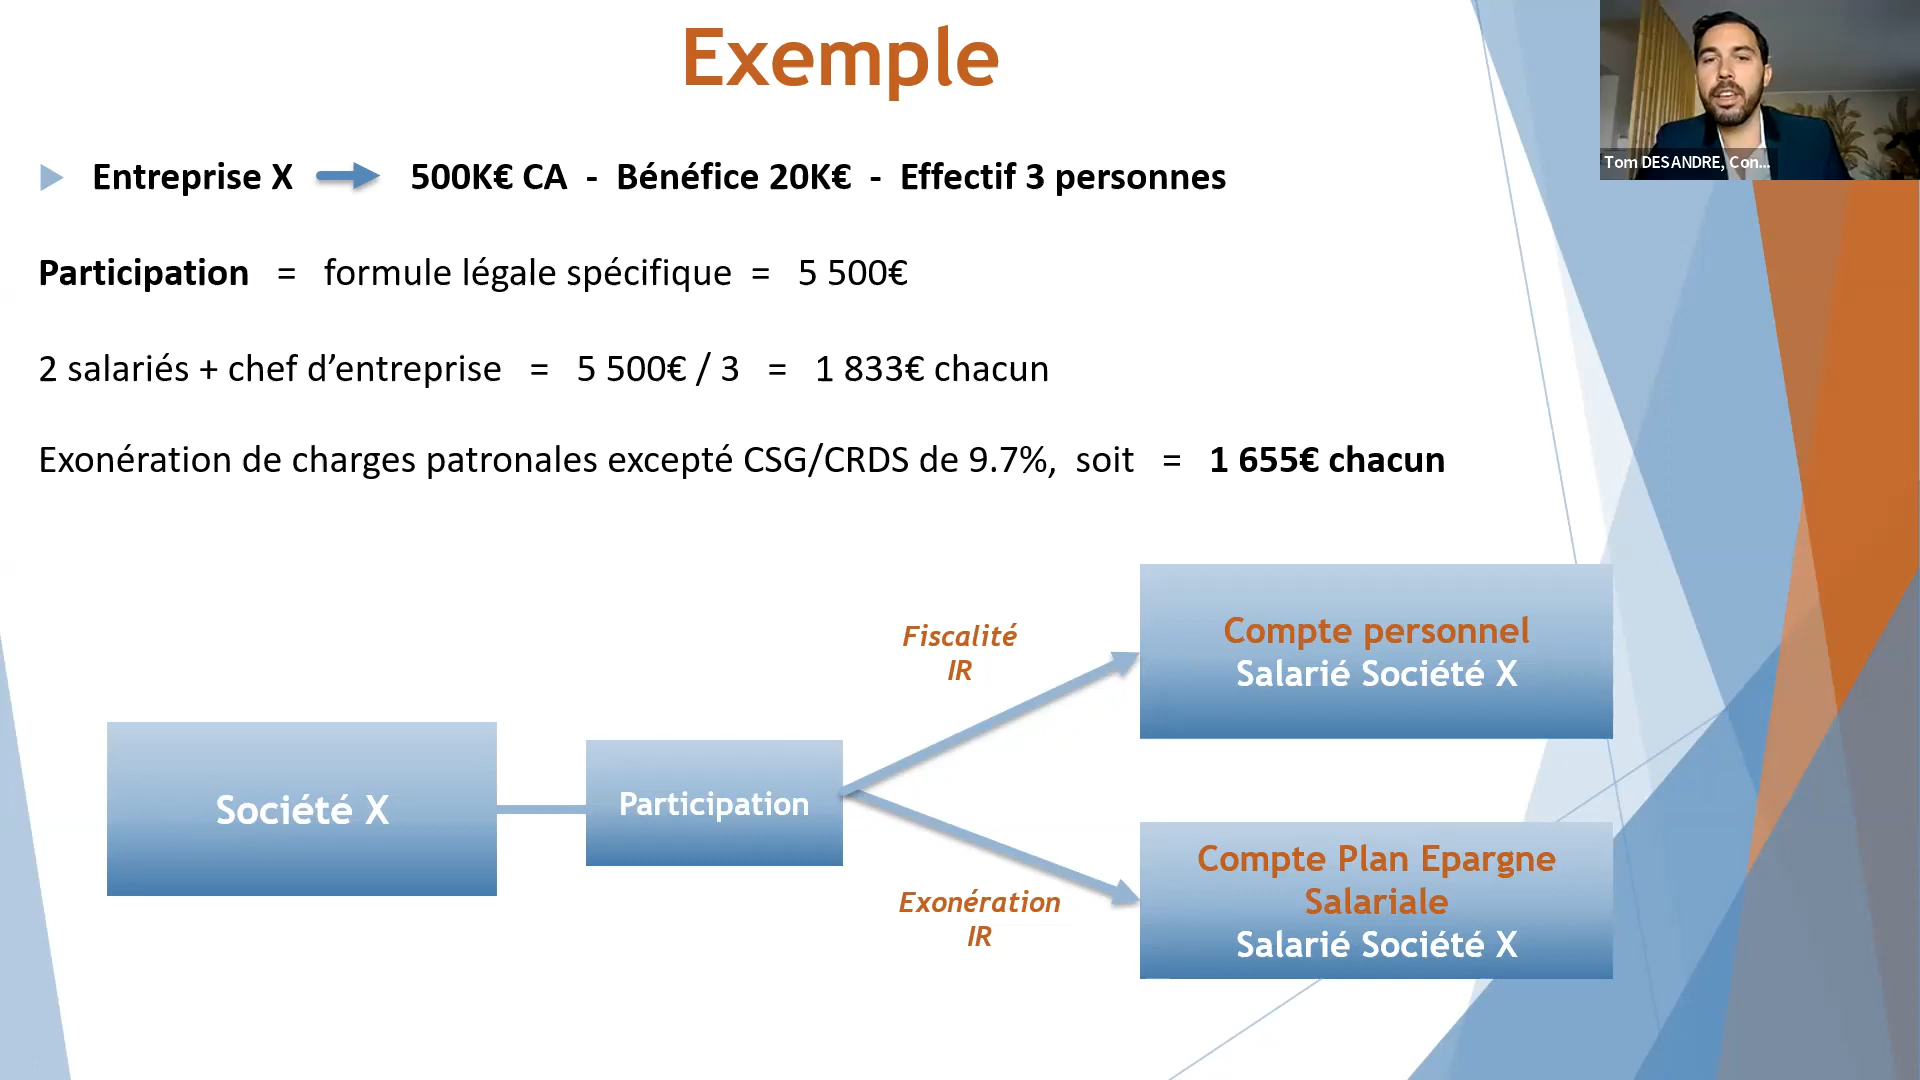 Exemple
Entreprise X 500K€ CA - Bénéfice 20K€ - Effectif 3 personnes
Participation = formule légale spécifique = 5 500€
2 salariés + chef d’entreprise = 5 500€ / 3 = 1 833€ chacun
Exonération de charges patronales excepté CSG/CRDS de 9.7%, soit = 1 655€ chacun
Tom DESANDRE, Con...
Société X
Participation
Fiscalité
IR
Compte personnel
Salarié Société X
Exonération
IR
Compte Plan Epargne
Salariale
Salarié Société X